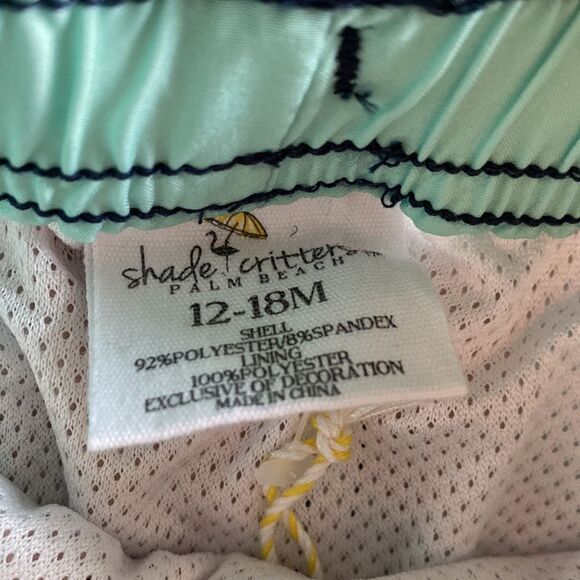 shade critters
PALM BEACH
12-18M
SHELL
92%POLYESTER/8%SPANDEX
LINING
100%POLYESTER
EXCLUSIVE OF DECORATION
MADE IN CHINA